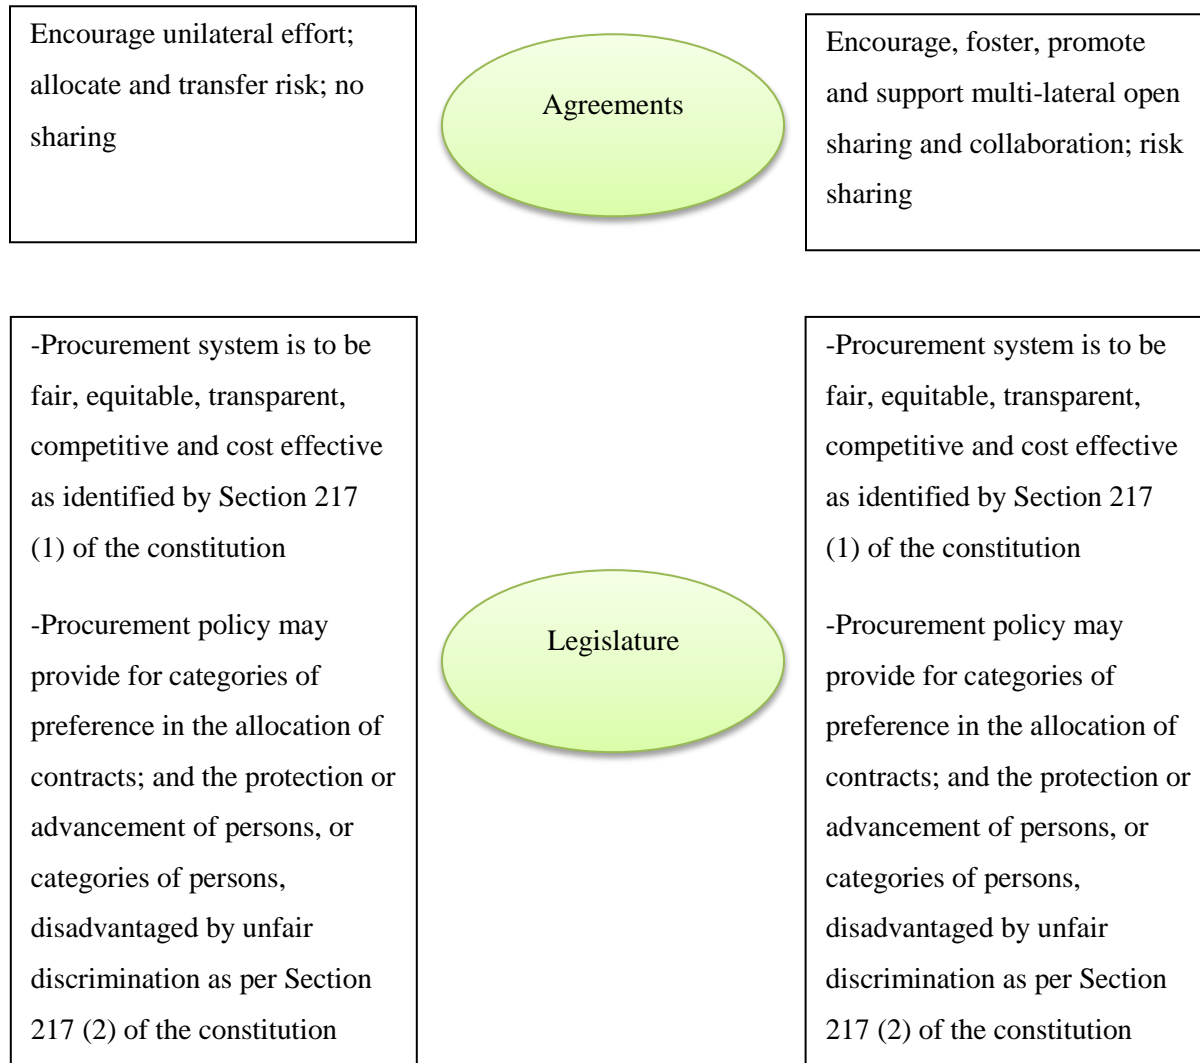 Encourage unilateral effort;
allocate and transfer risk; no
sharing
Agreements
Encourage, foster, promote
and support multi-lateral open
sharing and collaboration; risk
sharing
-Procurement system is to be
fair, equitable, transparent,
competitive and cost effective
as identified by Section 217
(1) of the constitution
-Procurement policy may
provide for categories of
preference in the allocation of
contracts; and the protection or
advancement of persons, or
categories of persons,
disadvantaged by unfair
discrimination as per Section
217 (2) of the constitution
Legislature
-Procurement system is to be
fair, equitable, transparent,
competitive and cost effective
as identified by Section 217
(1) of the constitution
-Procurement policy may
provide for categories of
preference in the allocation of
contracts; and the protection or
advancement of persons, or
categories of persons,
disadvantaged by unfair
discrimination as per Section
217 (2) of the constitution